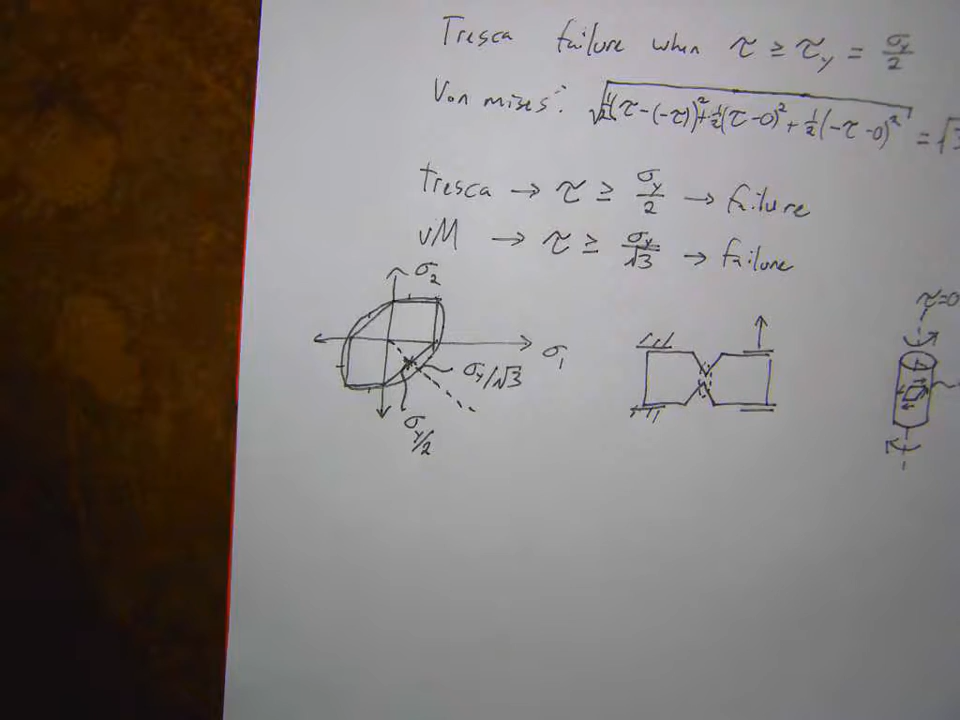 Tresca failure when τ ≥ τy = σy/2
Von mises: √(½(τ-(-τ))²+½(τ-0)²+½(-τ-0)²) = √3
tresca → τ ≥ σy/2 → failure
vM → τ ≥ σy/√3 → failure
σ2
σ1
σy/√3
σy/2
τ=0